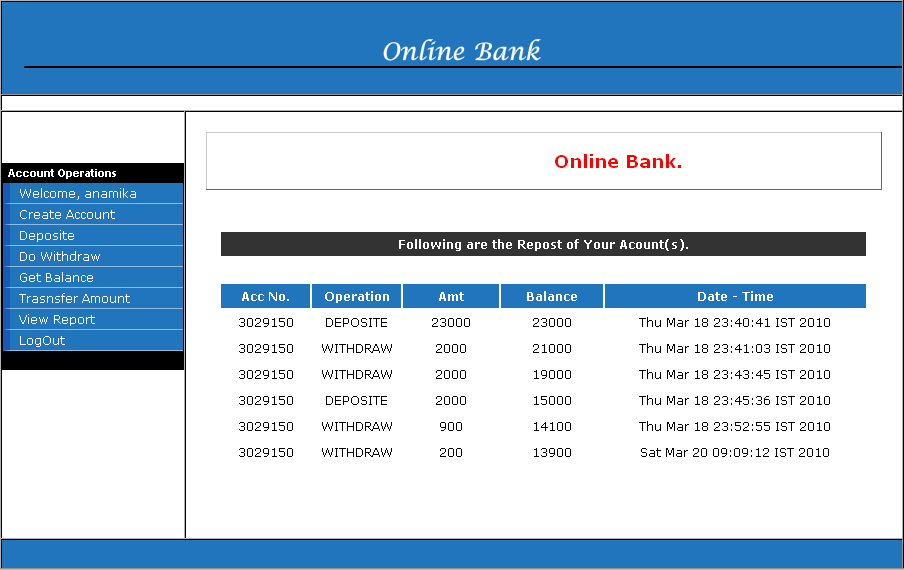 Online Bank
Online Bank.
Account Operations
Welcome, anamika
Create Account
Deposite
Do Withdraw
Get Balance
Trasnsfer Amount
View Report
LogOut
Following are the Repost of Your Acount(s).
Acc No. Operation Amt Balance Date - Time
3029150 DEPOSITE 23000 23000 Thu Mar 18 23:40:41 IST 2010
3029150 WITHDRAW 2000 21000 Thu Mar 18 23:41:03 IST 2010
3029150 WITHDRAW 2000 19000 Thu Mar 18 23:43:45 IST 2010
3029150 DEPOSITE 2000 15000 Thu Mar 18 23:45:36 IST 2010
3029150 WITHDRAW 900 14100 Thu Mar 18 23:52:55 IST 2010
3029150 WITHDRAW 200 13900 Sat Mar 20 09:09:12 IST 2010